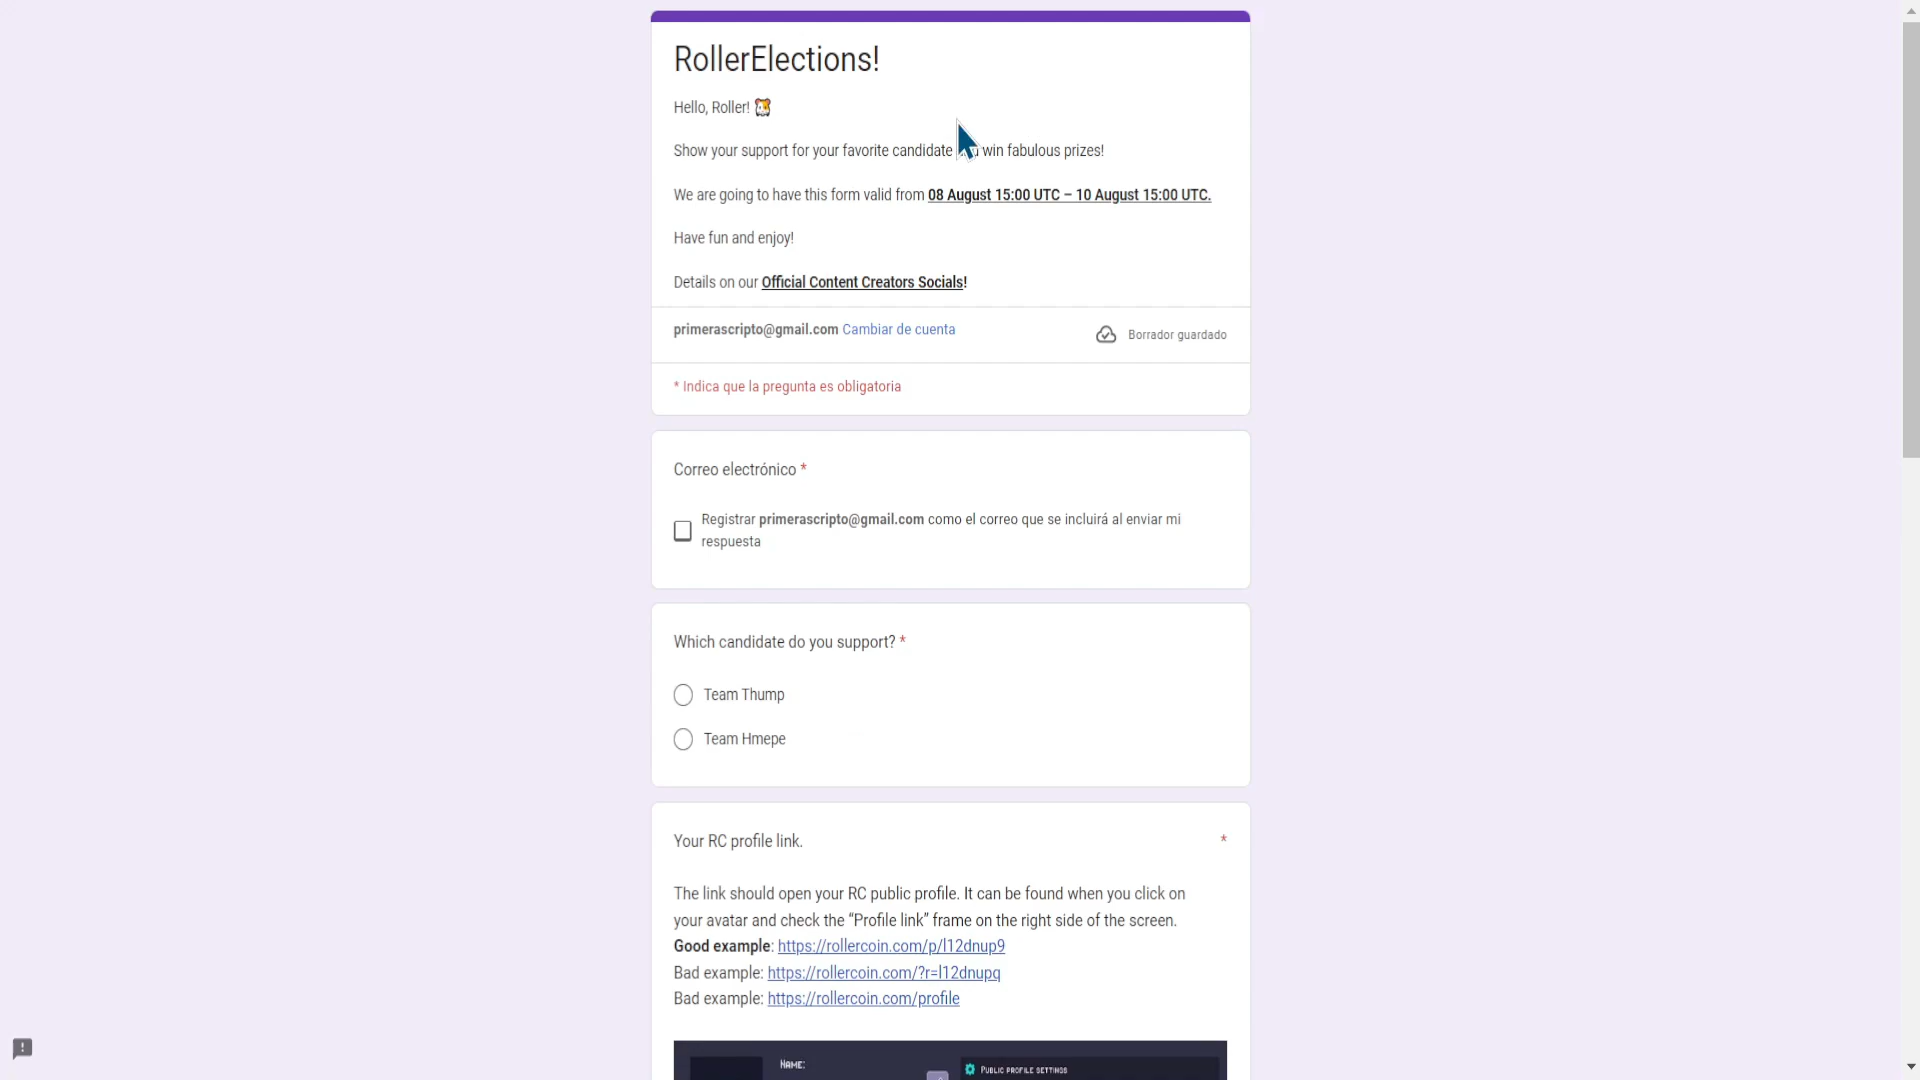 RollerElections!
Hello, Roller! 🐹
Show your support for your favorite candidate win fabulous prizes!
We are going to have this form valid from 08 August 15:00 UTC – 10 August 15:00 UTC.
Have fun and enjoy!
Details on our Official Content Creators Socials!
primerascripto@gmail.com Cambiar de cuenta
Borrador guardado
* Indica que la pregunta es obligatoria
Correo electrónico *
Registrar primerascripto@gmail.com como el correo que se incluirá al enviar mi
respuesta
Which candidate do you support? *
Team Thump
Team Hmepe
Your RC profile link. *
The link should open your RC public profile. It can be found when you click on
your avatar and check the “Profile link” frame on the right side of the screen.
Good example: https://rollercoin.com/p/l12dnup9
Bad example: https://rollercoin.com/?r=l12dnupq
Bad example: https://rollercoin.com/profile
NAME:
PUBLIC PROFILE SETTINGS